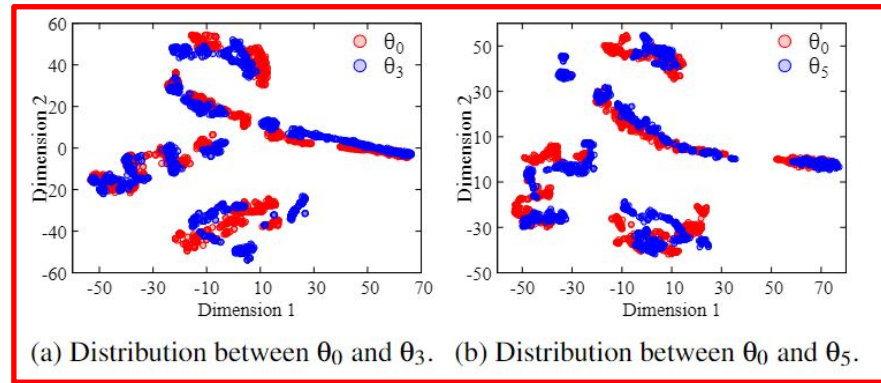 60
40
20
0
-20
-40
-60
Dimension 2
-50 -30 -10 10 30 50 70
Dimension 1
θ0
θ3
50
30
10
10
-30
-50
Dimension 2
-50 -30 -10 10 30 50 70
Dimension 1
θ0
θ5
(a) Distribution between θ0 and θ3. (b) Distribution between θ0 and θ5.